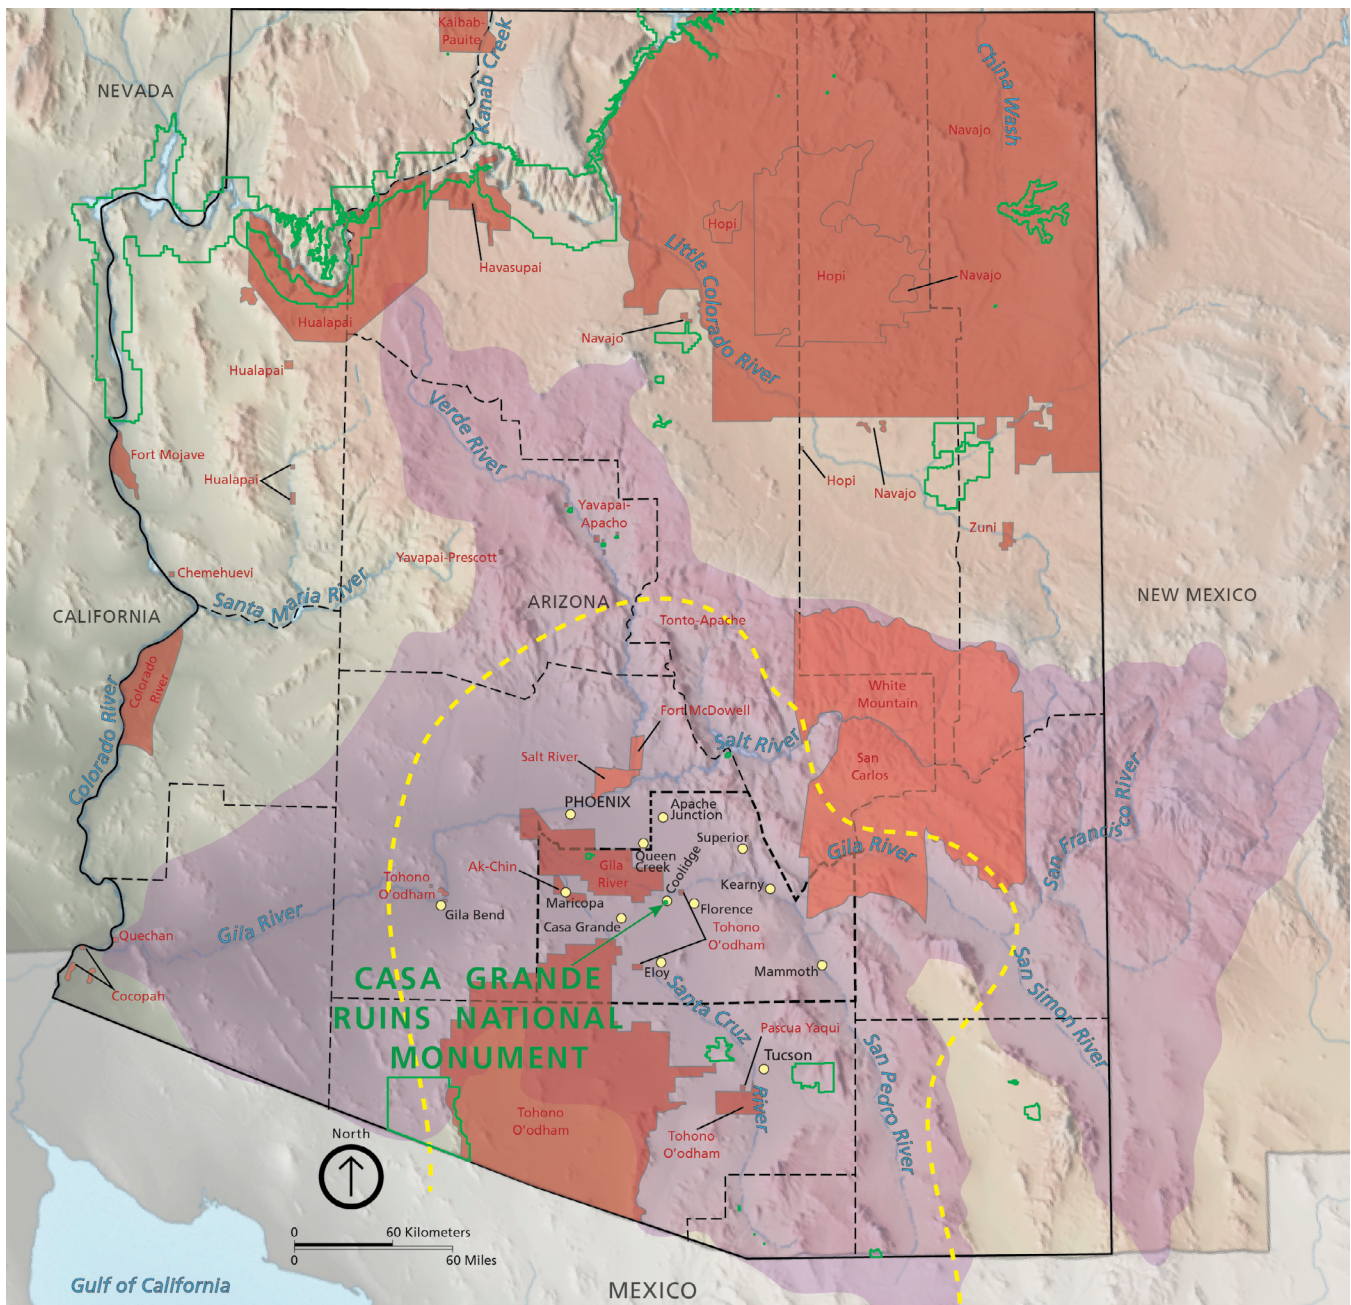 Kaibab-
Pauite
Kanab Creek
China Wash
NEVADA
Navajo
Hopi
Little Colorado River
Havasupai
Hopi
Navajo
Hualapai
Navajo
Hualapai
Verde River
Fort Mojave
Hualapai
Hopi
Navajo
Yavapai-
Apacho
Zuni
Yavapai-Prescott
Chemehuevi
Santa Maria River
CALIFORNIA
ARIZONA
NEW MEXICO
Tonto-Apache
Colorado
River
White
Mountain
Colorado River
Fort McDowell
Salt River
Salt River
San
Carlos
San Francisco River
PHOENIX
Apache
Junction
Superior
Queen
Creek
Coolidge
Gila River
Ak-Chin
Gila
River
Tohono
O'odham
Kearny
Maricopa
Gila Bend
Florence
Casa Grande
Gila River
Tohono
O'odham
Quechan
Cocopah
Eloy
Mammoth
San Simon River
CASA GRANDE
RUINS NATIONAL
MONUMENT
Santa Cruz
River
Pascua Yaqui
Tucson
San Pedro River
Tohono
O'odham
Tohono
O'odham
North
0 60 Kilometers
0 60 Miles
Gulf of California
MEXICO